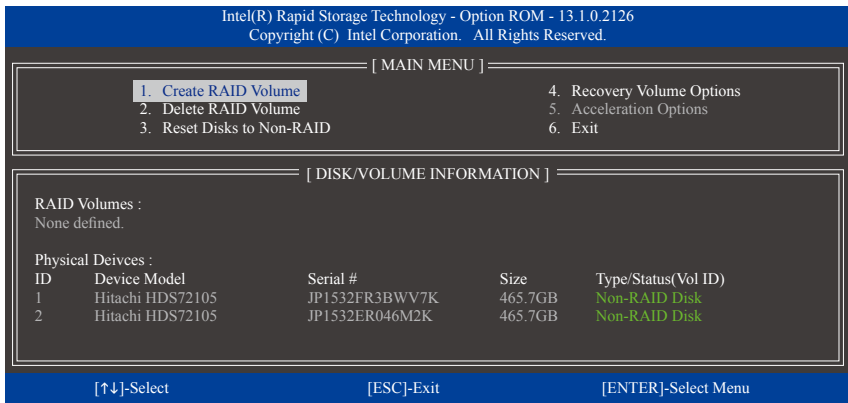 Intel(R) Rapid Storage Technology - Option ROM - 13.1.0.2126
Copyright (C) Intel Corporation. All Rights Reserved.
[ MAIN MENU ]
1. Create RAID Volume
2. Delete RAID Volume
3. Reset Disks to Non-RAID
4. Recovery Volume Options
5. Acceleration Options
6. Exit
[ DISK/VOLUME INFORMATION ]
RAID Volumes :
None defined.
Physical Deivces :
ID Device Model Serial # Size Type/Status(Vol ID)
1 Hitachi HDS72105 JP1532FR3BWV7K 465.7GB Non-RAID Disk
2 Hitachi HDS72105 JP1532ER046M2K 465.7GB Non-RAID Disk
[↑↓]-Select [ESC]-Exit [ENTER]-Select Menu